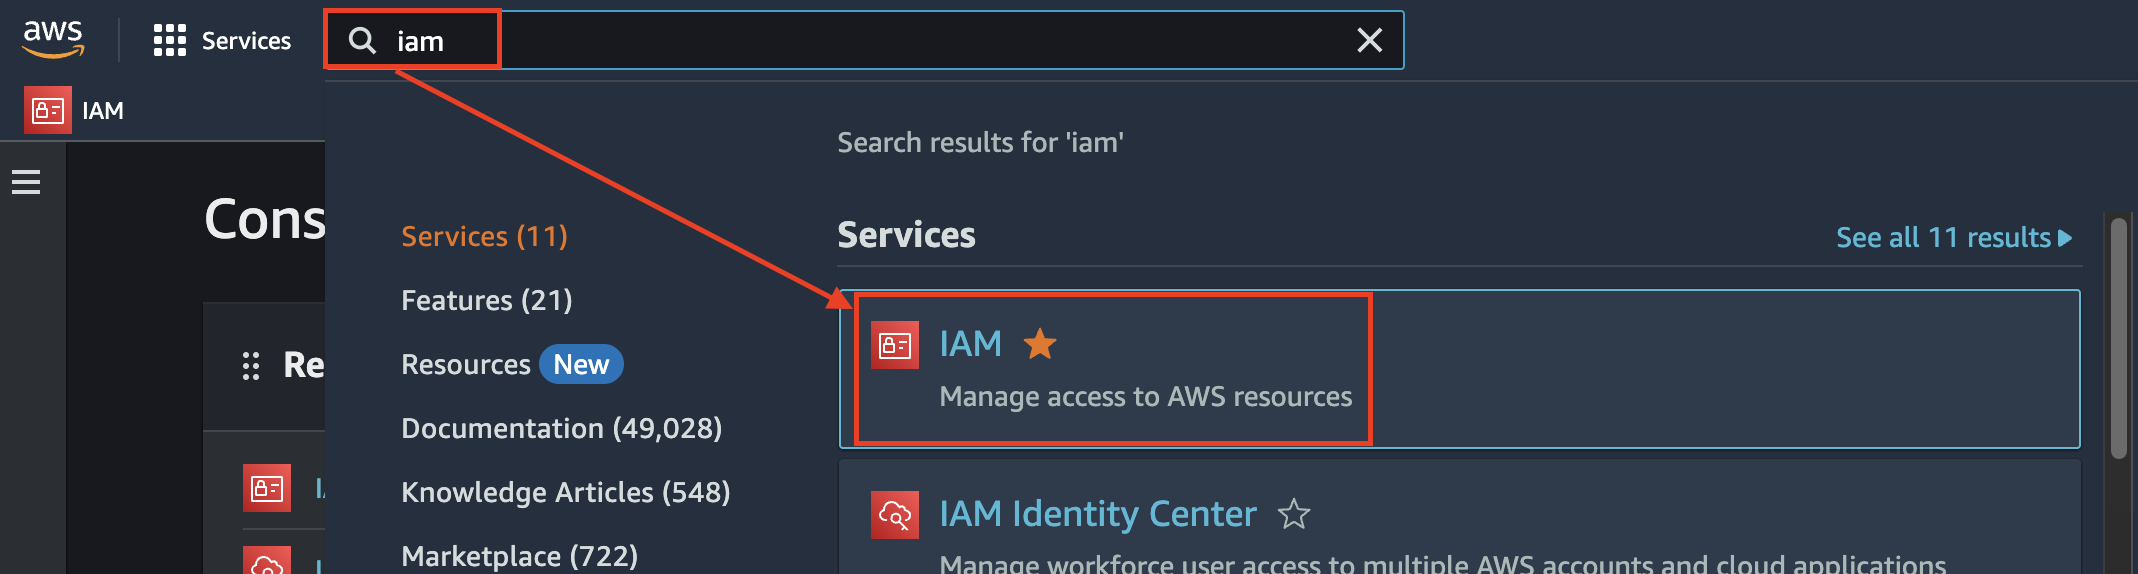 aws
Services
iam
IAM
Search results for 'iam'
Cons
Services (11)
Services
See all 11 results
Features (21)
IAM
Resources New
Re
Manage access to AWS resources
Documentation (49,028)
Knowledge Articles (548)
IAM Identity Center
Marketplace (722)
Manage workforce user access to multiple AWS accounts and cloud applications